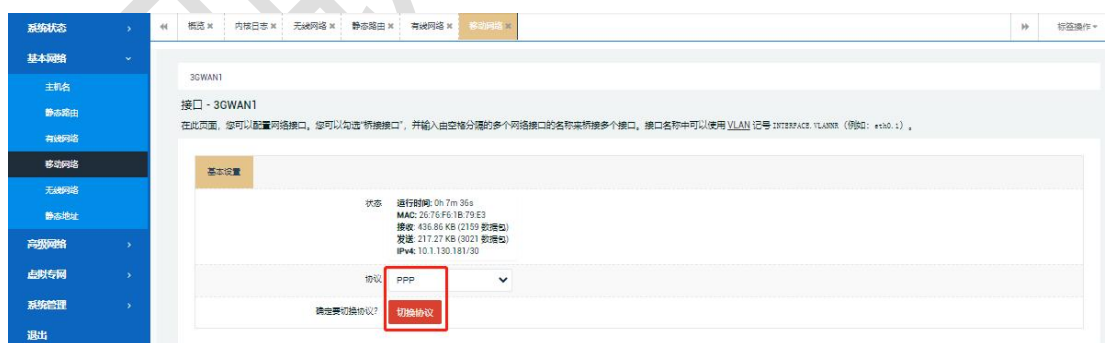 系统状态
概览 内核日志 无线网络 静态路由 有线网络 移动网络 标签操作
基本网络
主机名
静态路由
有线网络
移动网络
无线网络
静态地址
高级网络
虚拟专网
系统管理
退出
3GWAN1
接口 - 3GWAN1
在此页面，您可以配置网络接口。您可以勾选“桥接接口”，并输入由空格分隔的多个网络接口的名称来桥接多个接口。接口名称中可以使用 VLAN 记号 INTERFACE.VLANNR（例如：eth0.1）。
基本设置
状态 运行时间: 0h 7m 36s
MAC: 26:76:F6:1B:79:E3
接收: 436.86 KB (2159 数据包)
发送: 217.27 KB (3021 数据包)
IPv4: 10.1.130.181/30
协议 PPP
确定要切换协议? 切换协议